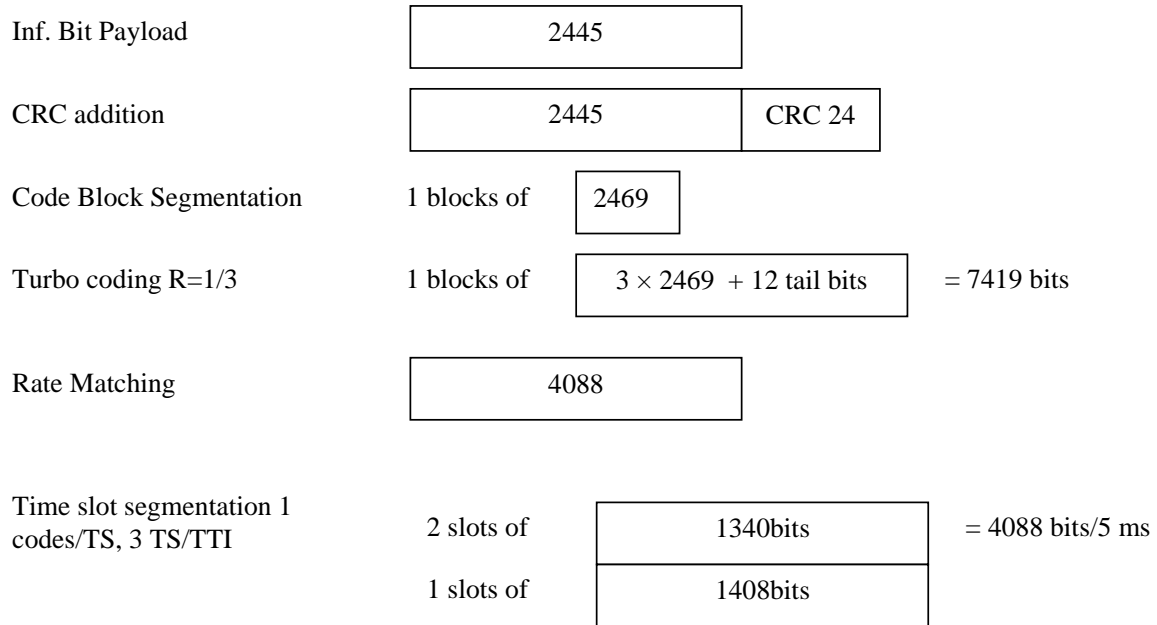 Inf. Bit Payload 2445
CRC addition 2445 CRC 24
Code Block Segmentation 1 blocks of 2469
Turbo coding R=1/3 1 blocks of 3 × 2469 + 12 tail bits = 7419 bits
Rate Matching 4088
Time slot segmentation 1
codes/TS, 3 TS/TTI 2 slots of 1340bits = 4088 bits/5 ms
1 slots of 1408bits